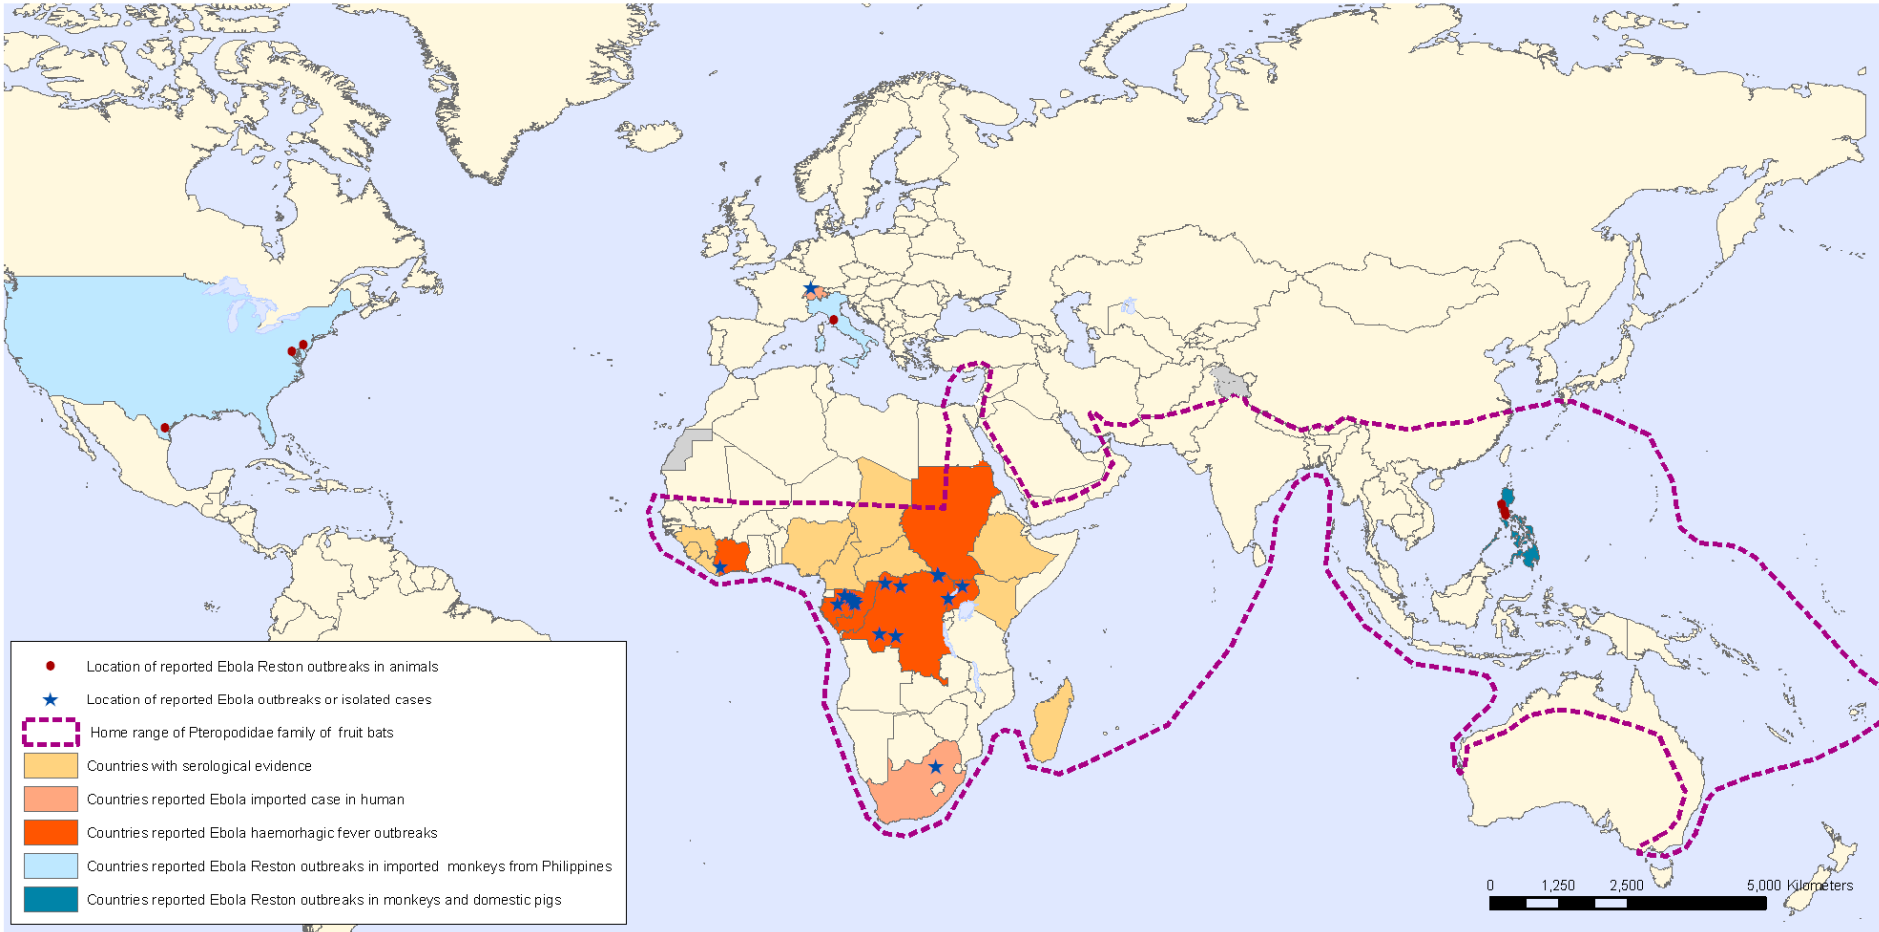 Location of reported Ebola Reston outbreaks in animals
Location of reported Ebola outbreaks or isolated cases
Home range of Pteropodidae family of fruit bats
Countries with serological evidence
Countries reported Ebola imported case in human
Countries reported Ebola haemorhagic fever outbreaks
Countries reported Ebola Reston outbreaks in imported monkeys from Philippines
Countries reported Ebola Reston outbreaks in monkeys and domestic pigs
0 1,250 2,500 5,000 Kilometers